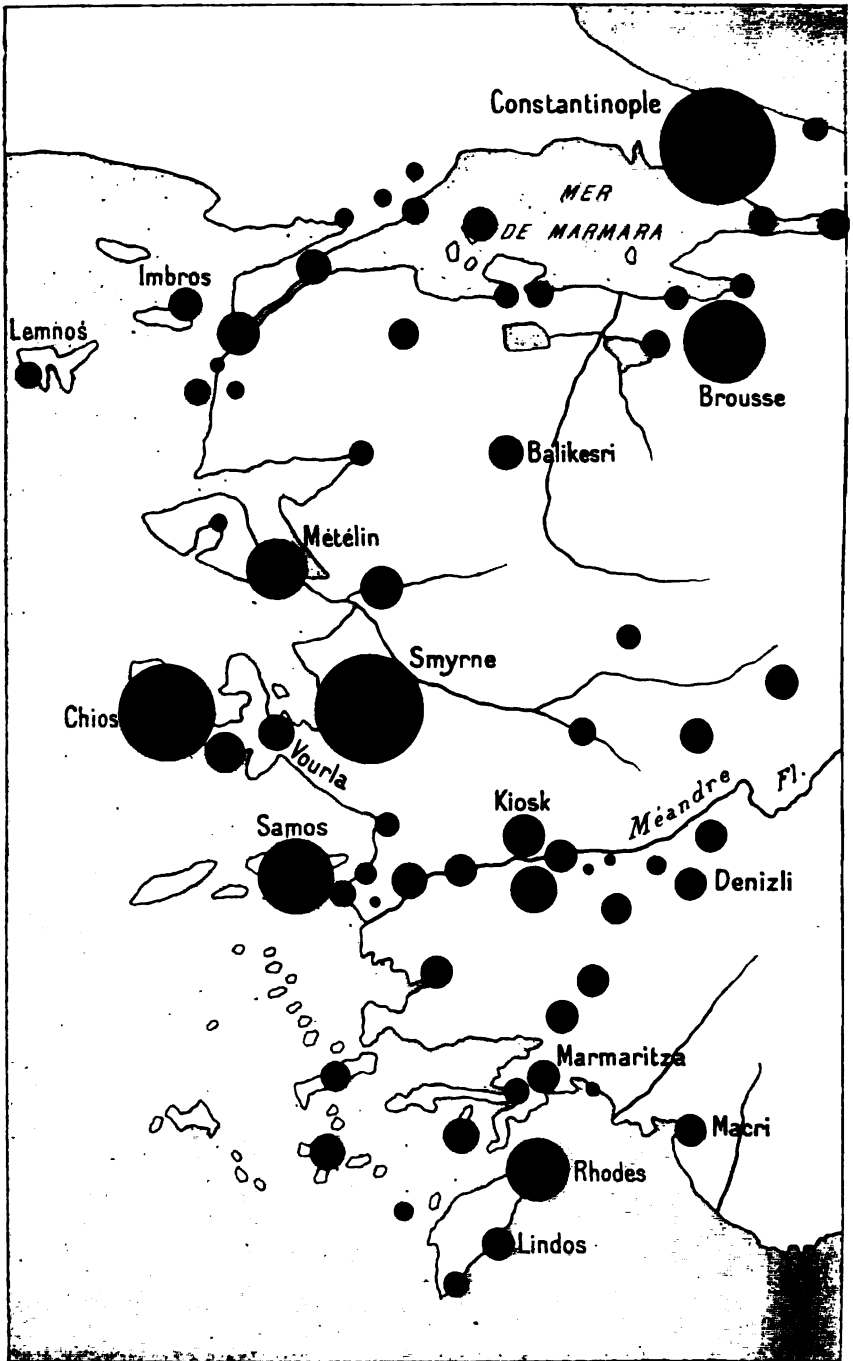 Constantinople
MER
DE MARMARA
Imbros
Lemnos
Brousse
Balikesri
Métélin
Smyrne
Chios
Vourla
Méandre Fl.
Kiosk
Samos
Denizli
Marmaritza
Macri
Rhodes
Lindos